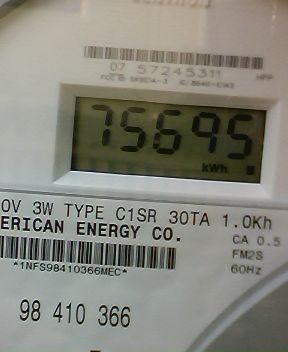 07 57245311
HPP
75695
kWh
0V 3W TYPE C1SR 30TA 1.0Kh
ERICAN ENERGY CO.
CA 0.5
FM2S
60Hz
*1NFS98410366MEC*
98 410 366